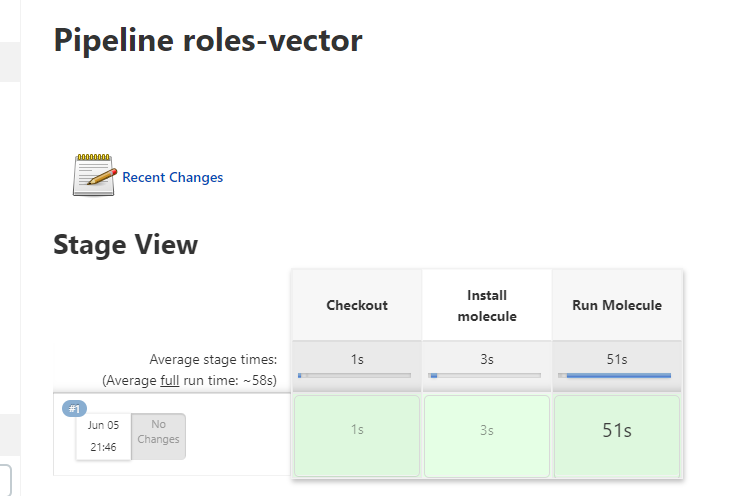 Pipeline roles-vector
Recent Changes
Stage View
Checkout
Install
molecule
Run Molecule
Average stage times:
(Average full run time: ~58s)
1s
3s
51s
#1
Jun 05
21:46
No
Changes
1s
3s
51s